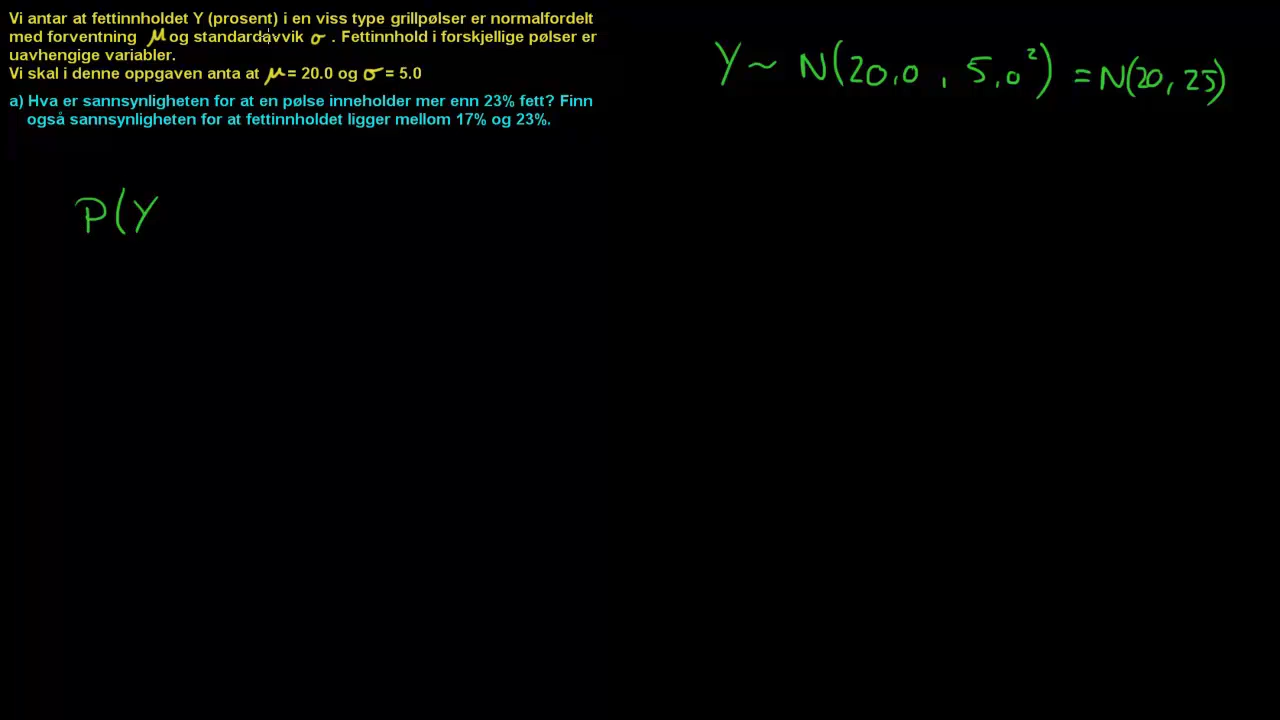 Vi antar at fettinnholdet Y (prosent) i en viss type grillpølser er normalfordelt
med forventning μ og standardavvik σ . Fettinnhold i forskjellige pølser er
uavhengige variabler.
Vi skal i denne oppgaven anta at μ = 20.0 og σ = 5.0
a) Hva er sannsynligheten for at en pølse inneholder mer enn 23% fett? Finn
også sannsynligheten for at fettinnholdet ligger mellom 17% og 23%.
Y ~ N(20.0 , 5.0²) = N(20, 25)
P(Y